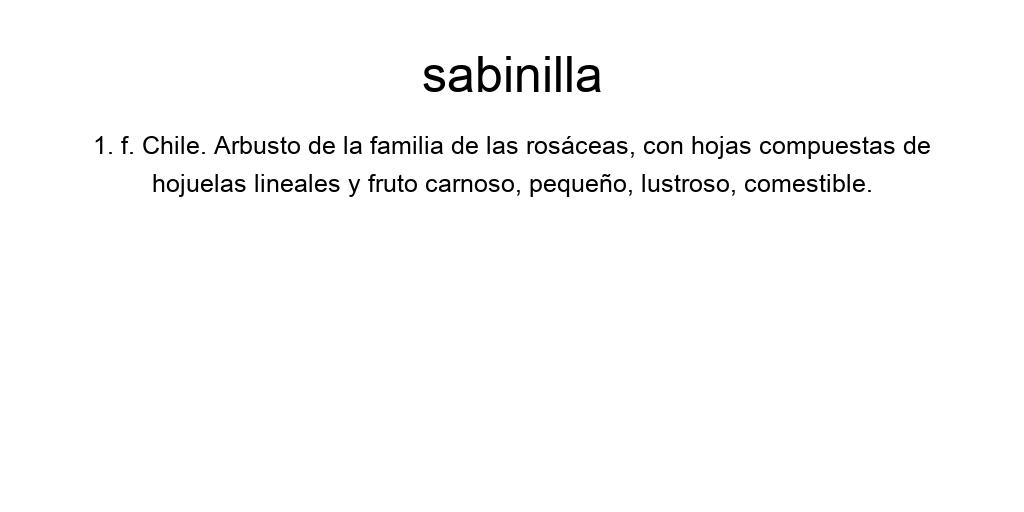 sabinilla
1. f. Chile. Arbusto de la familia de las rosáceas, con hojas compuestas de
hojuelas lineales y fruto carnoso, pequeño, lustroso, comestible.